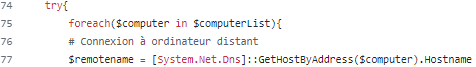 74 try{
75 foreach($computer in $computerList){
76 # Connexion à ordinateur distant
77 $remotename = [System.Net.Dns]::GetHostByAddress($computer).Hostname